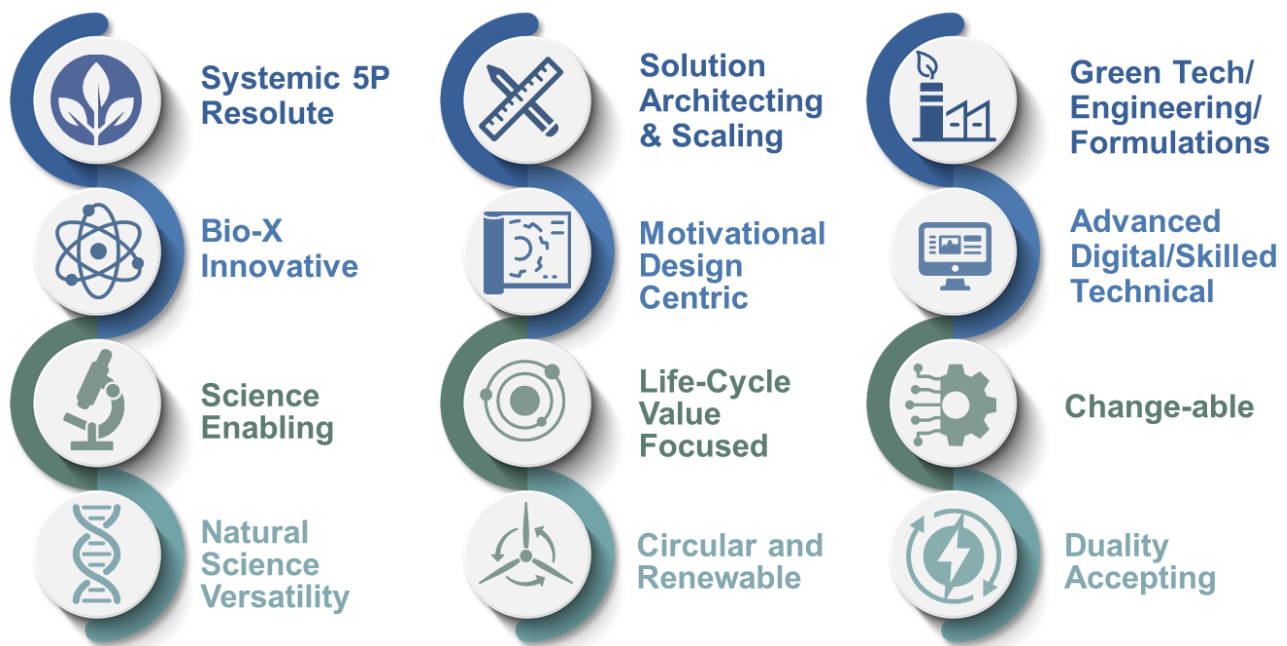 Systemic 5P
Resolute
Bio-X
Innovative
Science
Enabling
Natural
Science
Versatility
Solution
Architecting
& Scaling
Motivational
Design
Centric
Life-Cycle
Value
Focused
Circular and
Renewable
Green Tech/
Engineering/
Formulations
Advanced
Digital/Skilled
Technical
Change-able
Duality
Accepting